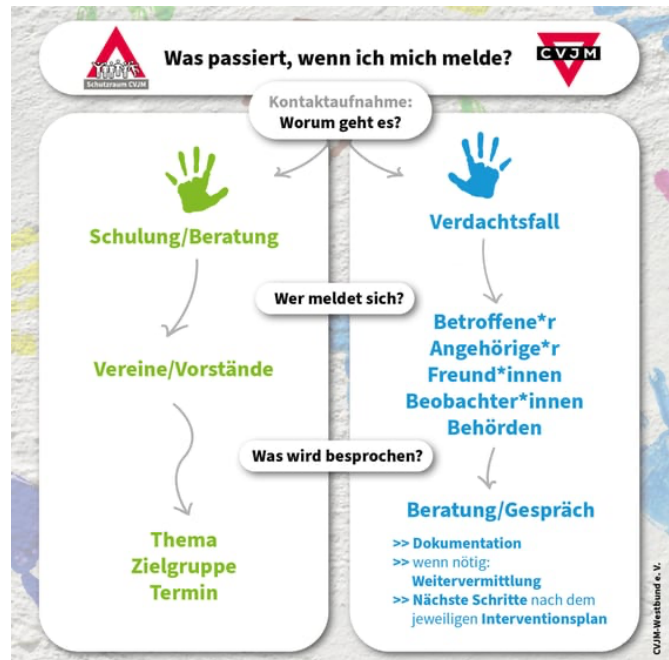 Was passiert, wenn ich mich melde?
Schutzraum CVJM
CVJM
Kontaktaufnahme:
Worum geht es?
Schulung/Beratung
Verdachtsfall
Wer meldet sich?
Vereine/Vorstände
Betroffene*r
Angehörige*r
Freund*innen
Beobachter*innen
Behörden
Was wird besprochen?
Thema
Zielgruppe
Termin
Beratung/Gespräch
>> Dokumentation
>> wenn nötig:
Weitervermittlung
>> Nächste Schritte nach dem
jeweiligen Interventionsplan
CVJM-Westbund e. V.